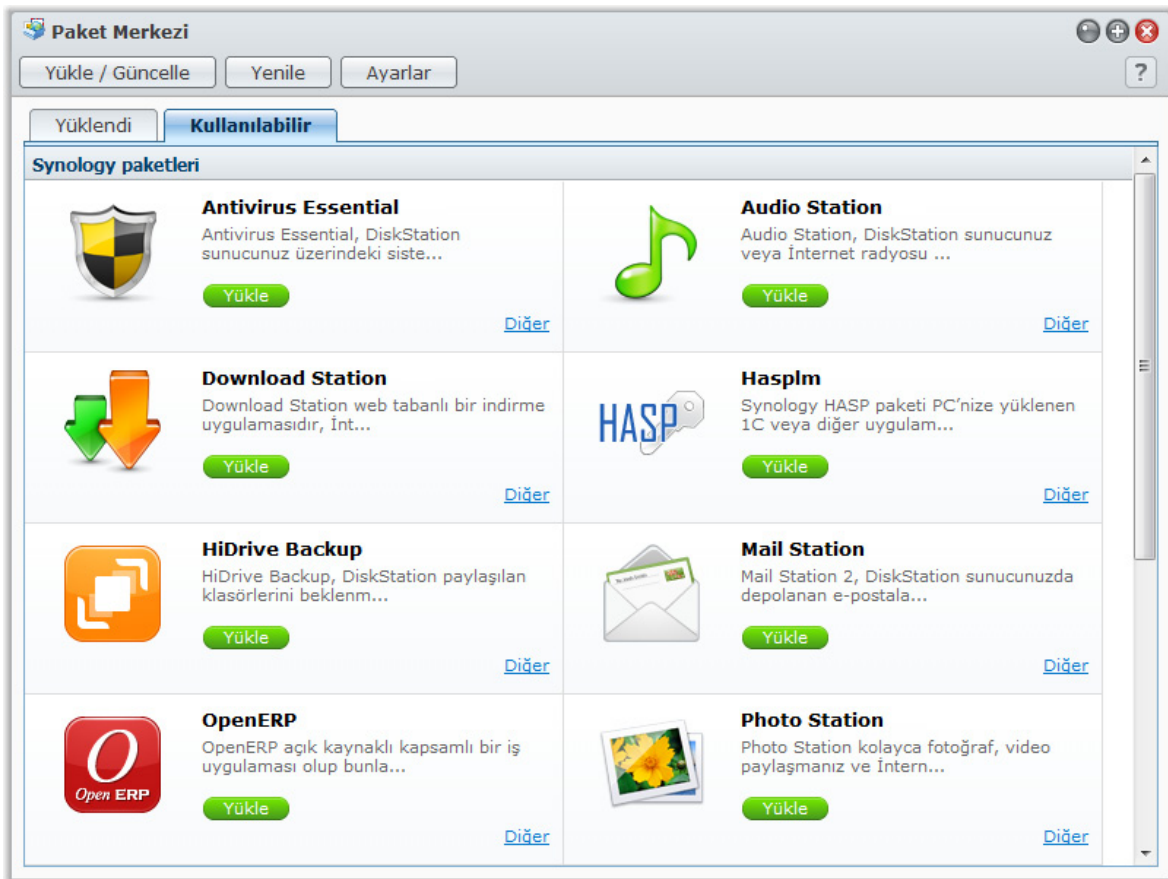 Paket Merkezi
Yükle / Güncelle
Yenile
Ayarlar
?
Yüklendi
Kullanılabilir
Synology paketleri
Antivirus Essential
Antivirus Essential, DiskStation
sunucunuz üzerindeki siste...
Yükle
Diğer
Audio Station
Audio Station, DiskStation sunucunuz
veya İnternet radyosu ...
Yükle
Diğer
Download Station
Download Station web tabanlı bir indirme
uygulamasıdır, İnt...
Yükle
Diğer
HASP
Hasplm
Synology HASP paketi PC'nize yüklenen
1C veya diğer uygulam...
Yükle
Diğer
HiDrive Backup
HiDrive Backup, DiskStation paylaşılan
klasörlerini beklenm...
Yükle
Diğer
Mail Station
Mail Station 2, DiskStation sunucunuzda
depolanan e-postala...
Yükle
Diğer
Open ERP
OpenERP
OpenERP açık kaynaklı kapsamlı bir iş
uygulaması olup bunla...
Yükle
Diğer
Photo Station
Photo Station kolayca fotoğraf, video
paylaşmanız ve İntern...
Yükle
Diğer